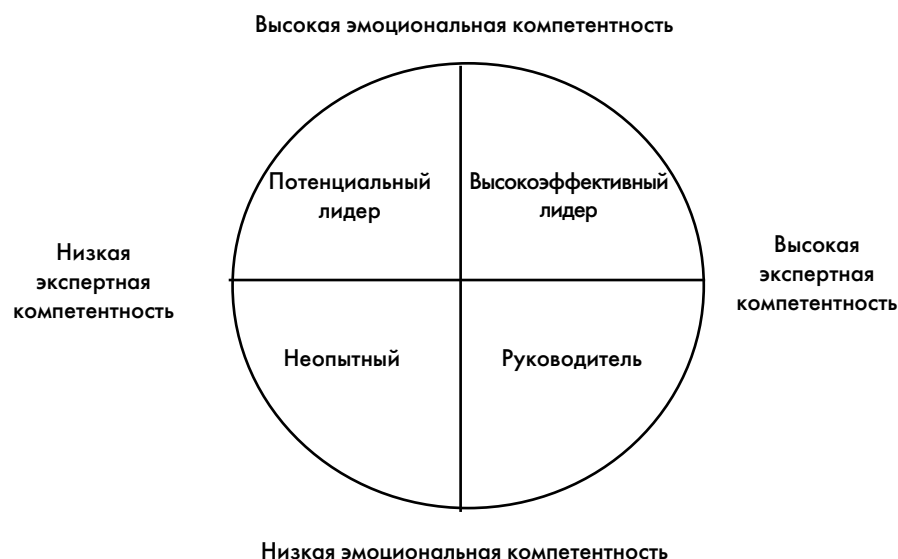 Высокая эмоциональная компетентность
Потенциальный
лидер
Высокоэффективный
лидер
Низкая
экспертная
компетентность
Высокая
экспертная
компетентность
Неопытный
Руководитель
Низкая эмоциональная компетентность